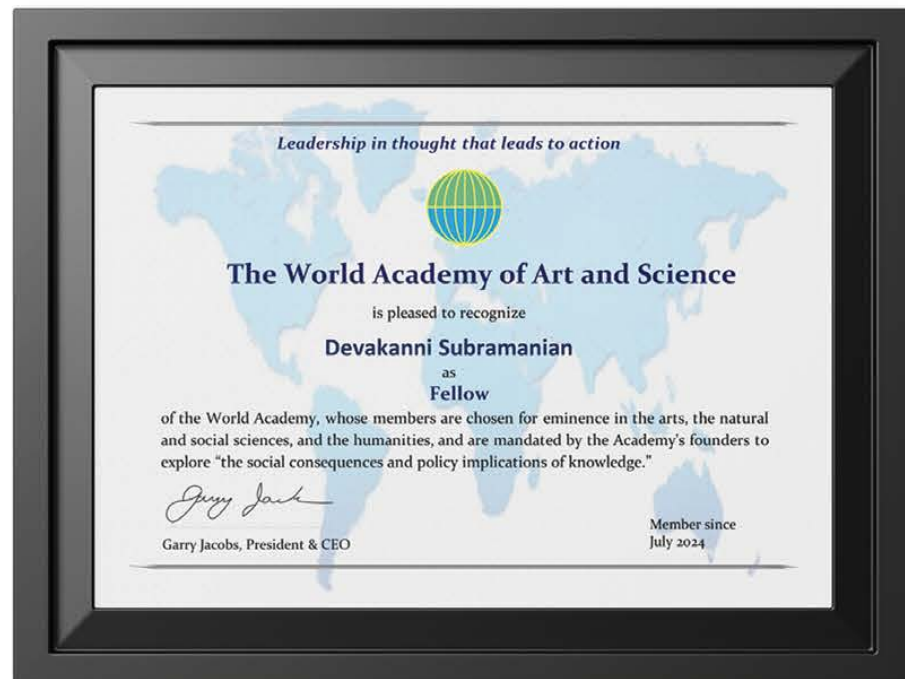 Leadership in thought that leads to action
The World Academy of Art and Science
is pleased to recognize
Devakanni Subramanian
as
Fellow
of the World Academy, whose members are chosen for eminence in the arts, the natural
and social sciences, and the humanities, and are mandated by the Academy's founders to
explore “the social consequences and policy implications of knowledge.”
Garry Jacobs, President & CEO
Member since
July 2024